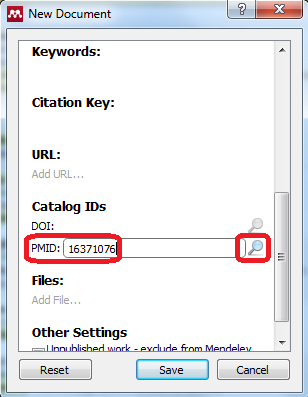 New Document
Keywords:
Citation Key:
URL:
Add URL...
Catalog IDs
DOI:
PMID: 16371076
Files:
Add File...
Other Settings
Unpublished work - exclude from Mendeley
Reset Save Cancel